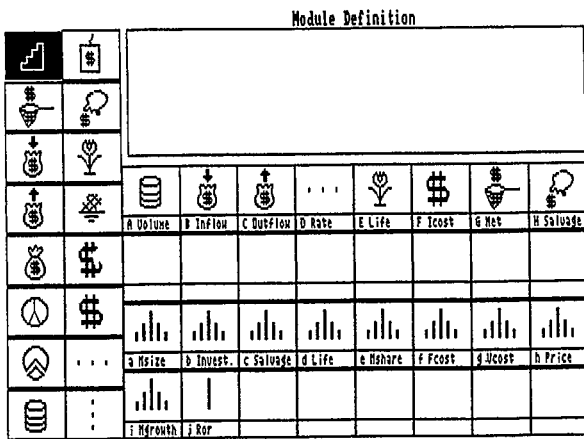 Module Definition
A Volume B Inflow C Outflow D Rate E Life F Icost G Net H Salvage
a Msize b Invest. c Salvage d Life e Mshare f Fcost g Vcost h Price
i Mgrowth j Ror